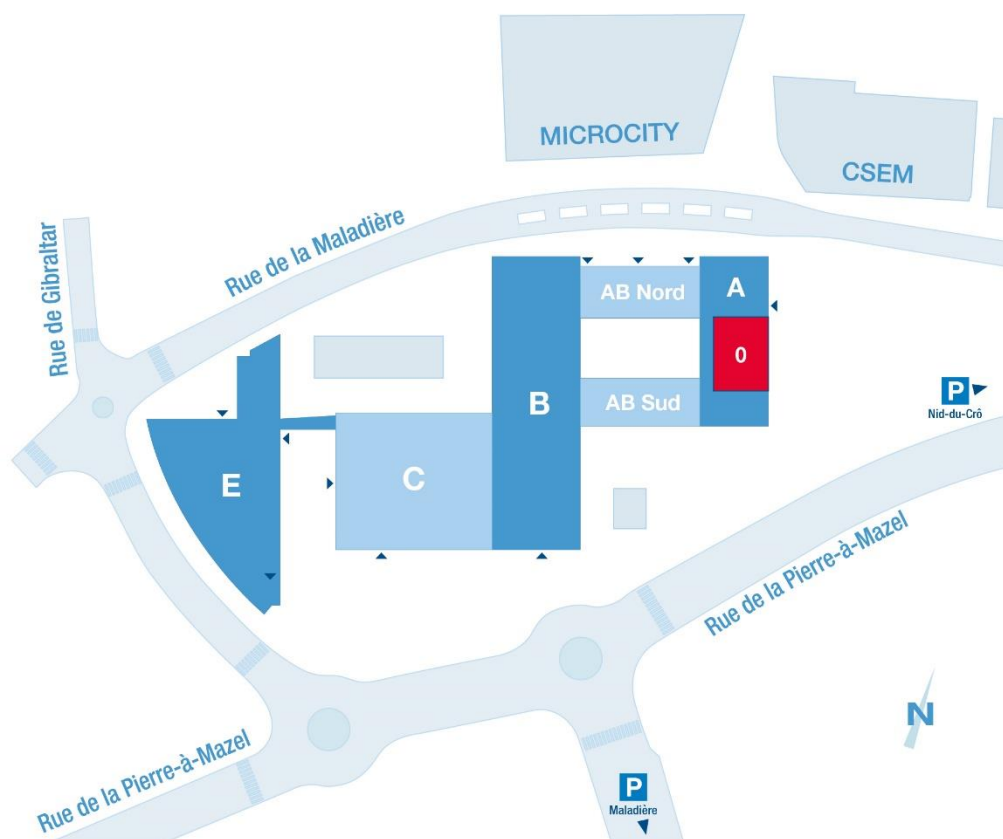 MICROCITY
CSEM
Rue de Gibraltar
Rue de la Maladière
AB Nord
A
0
P
Nid-du-Crô
B
AB Sud
E
C
Rue de la Pierre-à-Mazel
N
Rue de la Pierre-à-Mazel
P
Maladière